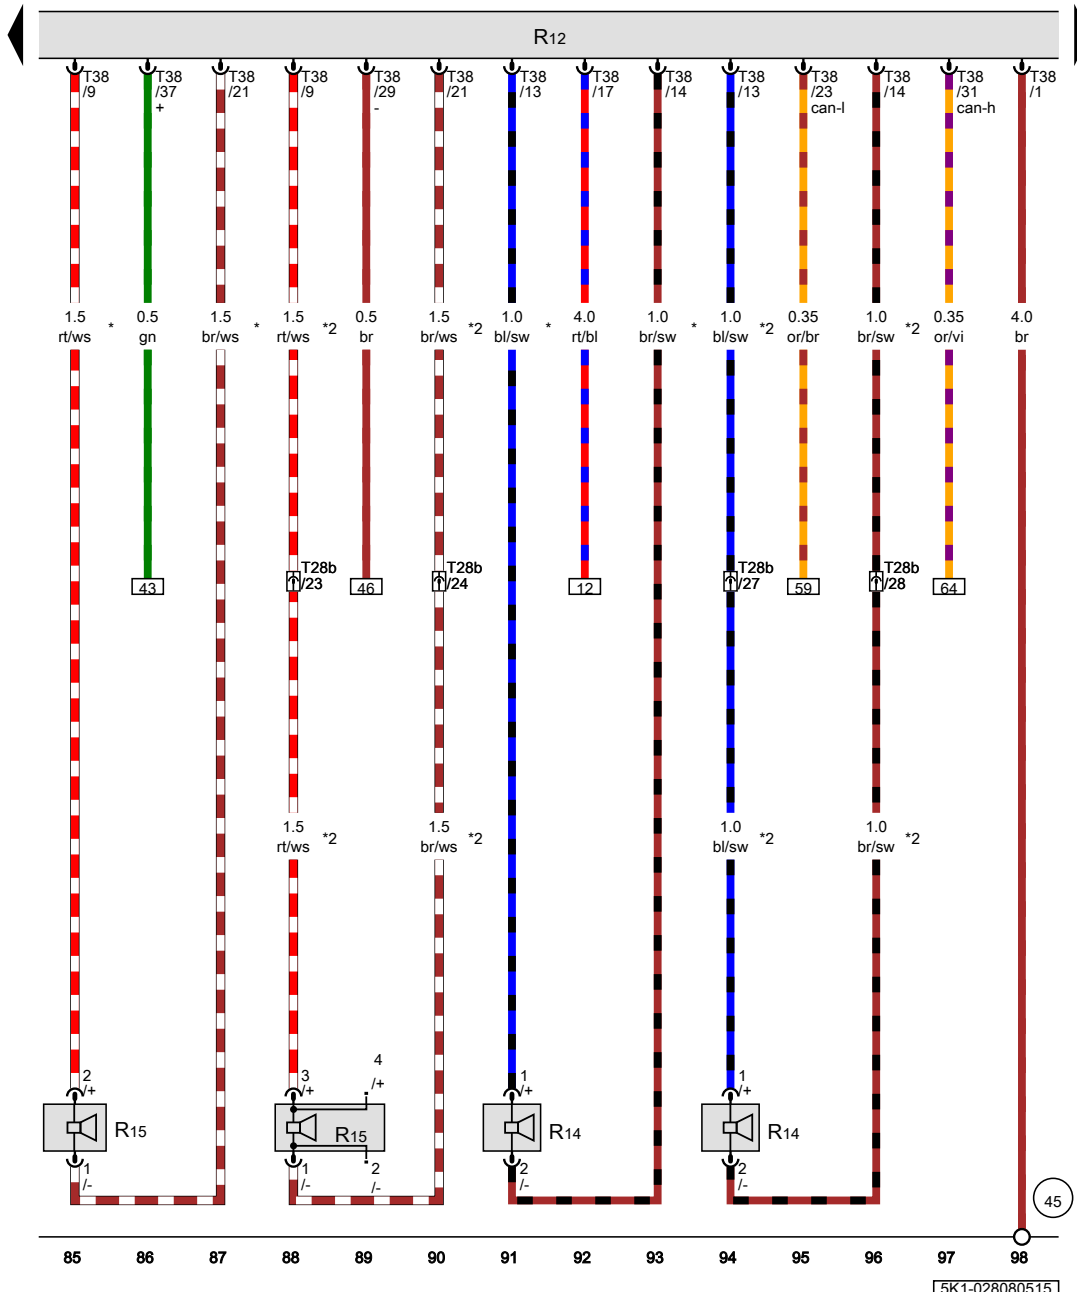 R12
T38 /9
T38 /37 +
T38 /21
T38 /9
T38 /29 -
T38 /21
T38 /13
T38 /17
T38 /14
T38 /13
T38 /23 can-l
T38 /14
T38 /31 can-h
T38 /1
1.5 rt/ws *
0.5 gn
1.5 br/ws *
1.5 rt/ws *2
0.5 br
1.5 br/ws *2
1.0 bl/sw *
4.0 rt/bl
1.0 br/sw *
1.0 bl/sw *2
0.35 or/br
1.0 br/sw *2
0.35 or/vi
4.0 br
43
T28b /23
46
T28b /24
12
T28b /27
59
T28b /28
64
1.5 rt/ws *2
1.5 br/ws *2
1.0 bl/sw *2
1.0 br/sw *2
2 /+
3 /+
4 /+
1 /+
1 /+
R15
R15
R14
R14
1 /-
1 /-
2 /-
2 /-
2 /-
45
85 86 87 88 89 90 91 92 93 94 95 96 97 98
5K1-028080515